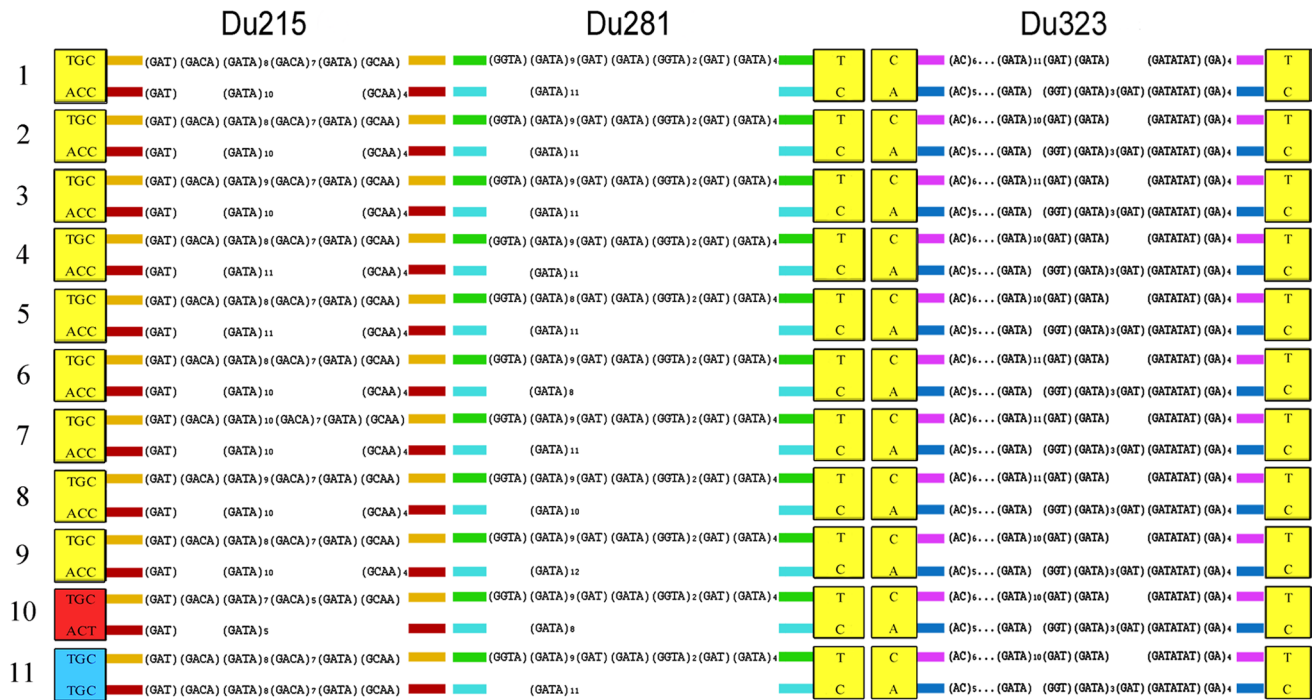 Du215 Du281 Du323
1 TGC (GAT)(GACA)(GATA)8(GACA)7(GATA)(GCAA) (GGTA)(GATA)9(GAT)(GATA)(GGTA)2(GAT)(GATA)4 T C (AC)6...(GATA)11(GAT)(GATA) (GATATAT)(GA)4 T
ACC (GAT) (GATA)10 (GCAA)4 (GATA)11 C A (AC)5...(GATA) (GGT)(GATA)3(GAT)(GATATAT)(GA)4 C
2 TGC (GAT)(GACA)(GATA)8(GACA)7(GATA)(GCAA) (GGTA)(GATA)9(GAT)(GATA)(GGTA)2(GAT)(GATA)4 T C (AC)6...(GATA)10(GAT)(GATA) (GATATAT)(GA)4 T
ACC (GAT) (GATA)10 (GCAA)4 (GATA)11 C A (AC)5...(GATA) (GGT)(GATA)3(GAT)(GATATAT)(GA)4 C
3 TGC (GAT)(GACA)(GATA)9(GACA)7(GATA)(GCAA) (GGTA)(GATA)9(GAT)(GATA)(GGTA)2(GAT)(GATA)4 T C (AC)6...(GATA)11(GAT)(GATA) (GATATAT)(GA)4 T
ACC (GAT) (GATA)10 (GCAA)4 (GATA)11 C A (AC)5...(GATA) (GGT)(GATA)3(GAT)(GATATAT)(GA)4 C
4 TGC (GAT)(GACA)(GATA)8(GACA)7(GATA)(GCAA) (GGTA)(GATA)9(GAT)(GATA)(GGTA)2(GAT)(GATA)4 T C (AC)6...(GATA)10(GAT)(GATA) (GATATAT)(GA)4 T
ACC (GAT) (GATA)11 (GCAA)4 (GATA)11 C A (AC)5...(GATA) (GGT)(GATA)3(GAT)(GATATAT)(GA)4 C
5 TGC (GAT)(GACA)(GATA)8(GACA)7(GATA)(GCAA) (GGTA)(GATA)8(GAT)(GATA)(GGTA)2(GAT)(GATA)4 T C (AC)6...(GATA)10(GAT)(GATA) (GATATAT)(GA)4 T
ACC (GAT) (GATA)11 (GCAA)4 (GATA)11 C A (AC)5...(GATA) (GGT)(GATA)3(GAT)(GATATAT)(GA)4 C
6 TGC (GAT)(GACA)(GATA)8(GACA)7(GATA)(GCAA) (GGTA)(GATA)9(GAT)(GATA)(GGTA)2(GAT)(GATA)4 T C (AC)6...(GATA)11(GAT)(GATA) (GATATAT)(GA)4 T
ACC (GAT) (GATA)10 (GCAA)4 (GATA)8 C A (AC)5...(GATA) (GGT)(GATA)3(GAT)(GATATAT)(GA)4 C
7 TGC (GAT)(GACA)(GATA)10(GACA)7(GATA)(GCAA) (GGTA)(GATA)9(GAT)(GATA)(GGTA)2(GAT)(GATA)4 T C (AC)6...(GATA)11(GAT)(GATA) (GATATAT)(GA)4 T
ACC (GAT) (GATA)10 (GCAA)4 (GATA)11 C A (AC)5...(GATA) (GGT)(GATA)3(GAT)(GATATAT)(GA)4 C
8 TGC (GAT)(GACA)(GATA)9(GACA)7(GATA)(GCAA) (GGTA)(GATA)9(GAT)(GATA)(GGTA)2(GAT)(GATA)4 T C (AC)6...(GATA)11(GAT)(GATA) (GATATAT)(GA)4 T
ACC (GAT) (GATA)10 (GCAA)4 (GATA)10 C A (AC)5...(GATA) (GGT)(GATA)3(GAT)(GATATAT)(GA)4 C
9 TGC (GAT)(GACA)(GATA)8(GACA)7(GATA)(GCAA) (GGTA)(GATA)9(GAT)(GATA)(GGTA)2(GAT)(GATA)4 T C (AC)6...(GATA)10(GAT)(GATA) (GATATAT)(GA)4 T
ACC (GAT) (GATA)10 (GCAA)4 (GATA)12 C A (AC)5...(GATA) (GGT)(GATA)3(GAT)(GATATAT)(GA)4 C
10 TGC (GAT)(GACA)(GATA)7(GACA)5(GATA)(GCAA) (GGTA)(GATA)9(GAT)(GATA)(GGTA)2(GAT)(GATA)4 T C (AC)6...(GATA)10(GAT)(GATA) (GATATAT)(GA)4 T
ACT (GAT) (GATA)5 (GATA)8 C A (AC)5...(GATA) (GGT)(GATA)3(GAT)(GATATAT)(GA)4 C
11 TGC (GAT)(GACA)(GATA)8(GACA)7(GATA)(GCAA) (GGTA)(GATA)9(GAT)(GATA)(GGTA)2(GAT)(GATA)4 T C (AC)6...(GATA)10(GAT)(GATA) (GATATAT)(GA)4 T
TGC (GAT)(GACA)(GATA)8(GACA)7(GATA)(GCAA) (GATA)11 C A (AC)5...(GATA) (GGT)(GATA)3(GAT)(GATATAT)(GA)4 C